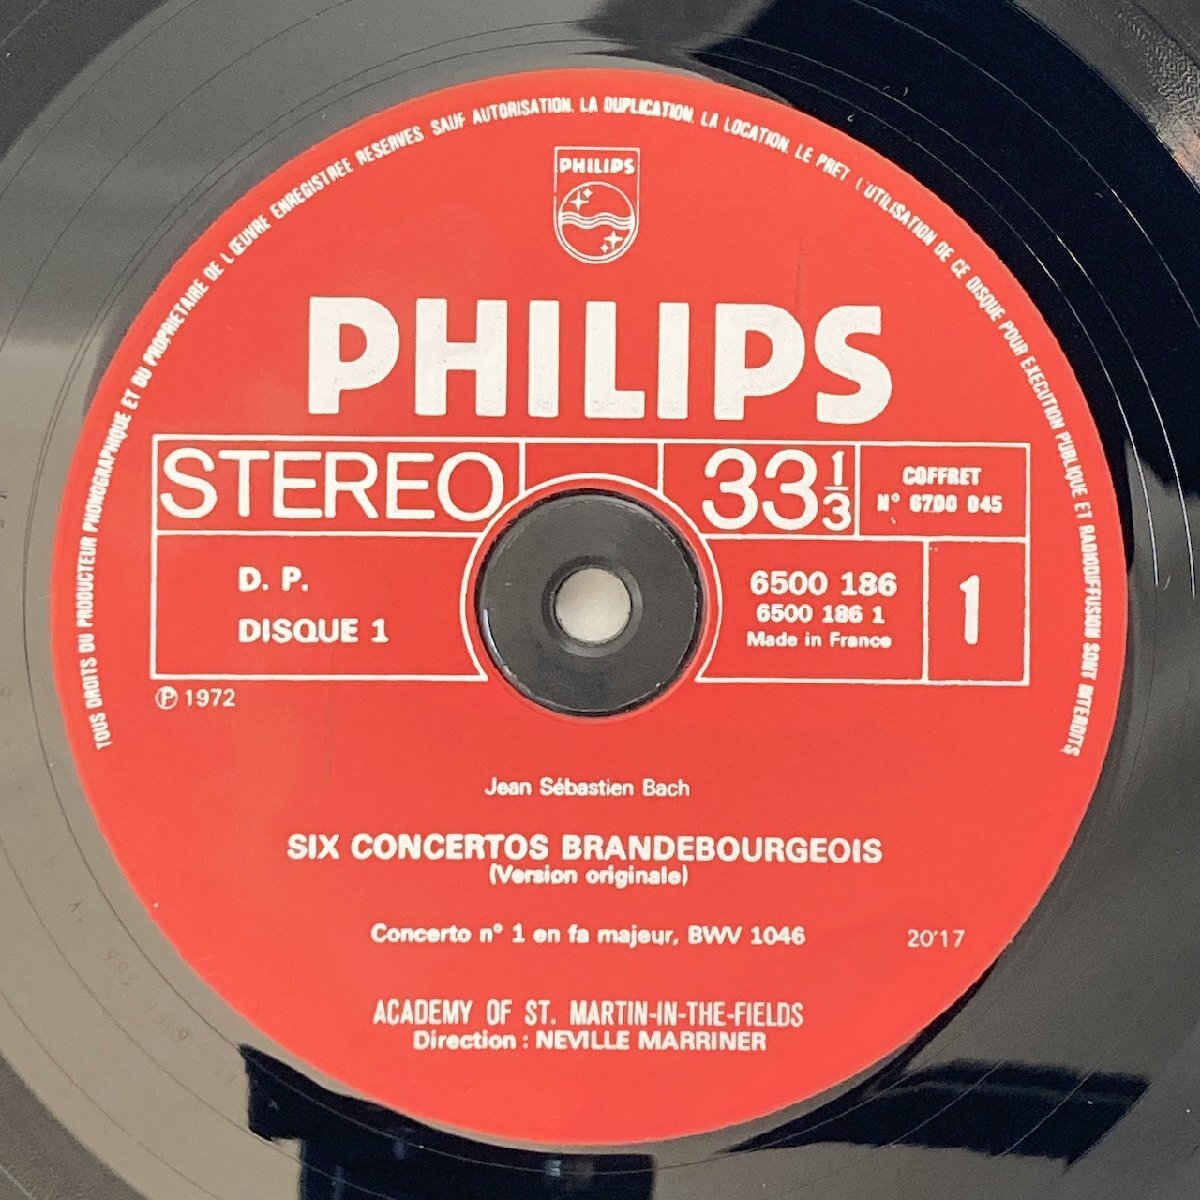 TOUS DROITS DU PRODUCTEUR PHONOGRAPHIQUE ET DU PROPRIETAIRE DE L'ŒUVRE ENREGISTREE RESERVES. SAUF AUTORISATION, LA DUPLICATION, LA LOCATION, LE PRET, L'UTILISATION DE CE DISQUE POUR EXECUTION PUBLIQUE ET RADIODIFFUSION SONT INTERDITS
PHILIPS
PHILIPS
STEREO 33 1/3 COFFRET
N° 6700 045
D. P. 6500 186 1
DISQUE 1 6500 186 1
Made in France
Ⓟ 1972
Jean Sébastien Bach
SIX CONCERTOS BRANDEBOURGEOIS
(Version originale)
Concerto n° 1 en fa majeur, BWV 1046 20'17
ACADEMY OF ST. MARTIN-IN-THE-FIELDS
Direction : NEVILLE MARRINER